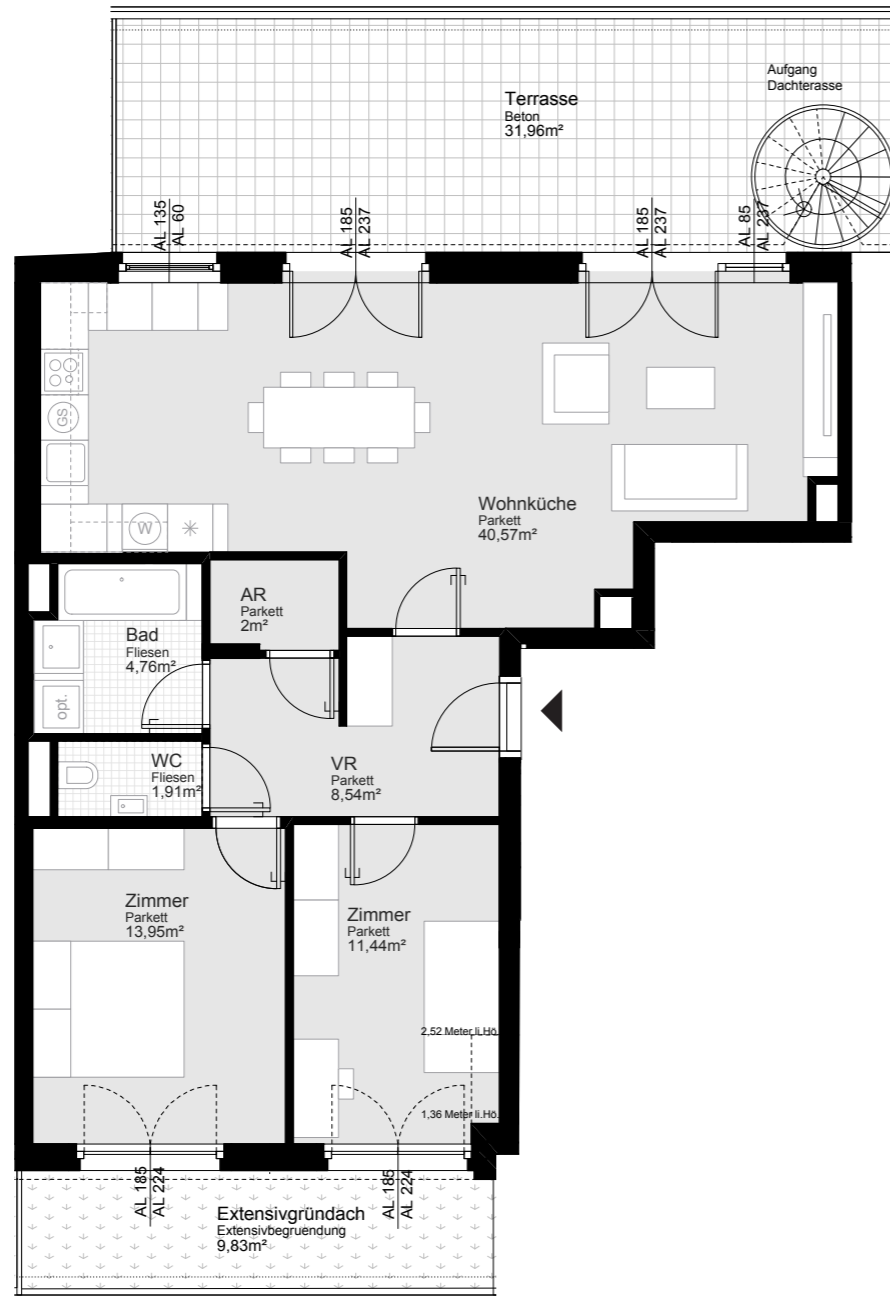 Aufgang
Dachterasse
Terrasse
Beton
31,96m²
AL 135
AL 60
AL 185
AL 237
AL 185
AL 237
AL 85
AL 237
GS
W
Wohnküche
Parkett
40,57m²
AR
Parkett
2m²
Bad
Fliesen
4,76m²
opt.
WC
Fliesen
1,91m²
VR
Parkett
8,54m²
Zimmer
Parkett
13,95m²
Zimmer
Parkett
11,44m²
2,52 Meter li.Hö.
1,36 Meter li.Hö.
AL 185
AL 224
AL 185
AL 224
Extensivgründach
Extensivbegruendung
9,83m²